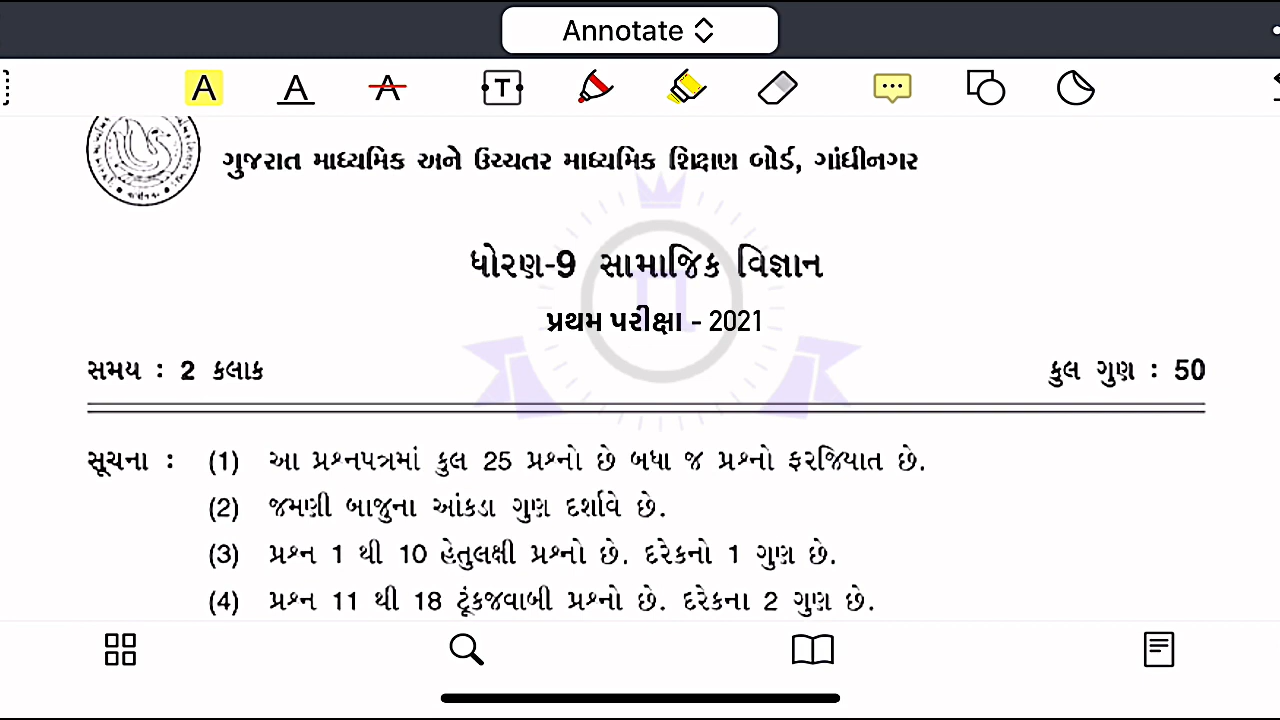 Annotate
A A A T
ગુજરાત માધ્યમિક અને ઉચ્ચતર માધ્યમિક શિક્ષણ બોર્ડ, ગાંધીનગર
ધોરણ-9 સામાજિક વિજ્ઞાન
પ્રથમ પરીક્ષા - 2021
સમય : 2 કલાક કુલ ગુણ : 50
સૂચના : (1) આ પ્રશ્નપત્રમાં કુલ 25 પ્રશ્નો છે બધા જ પ્રશ્નો ફરજિયાત છે.
(2) જમણી બાજુના આંકડા ગુણ દર્શાવે છે.
(3) પ્રશ્ન 1 થી 10 હેતુલક્ષી પ્રશ્નો છે. દરેકનો 1 ગુણ છે.
(4) પ્રશ્ન 11 થી 18 ટૂંકજવાબી પ્રશ્નો છે. દરેકના 2 ગુણ છે.